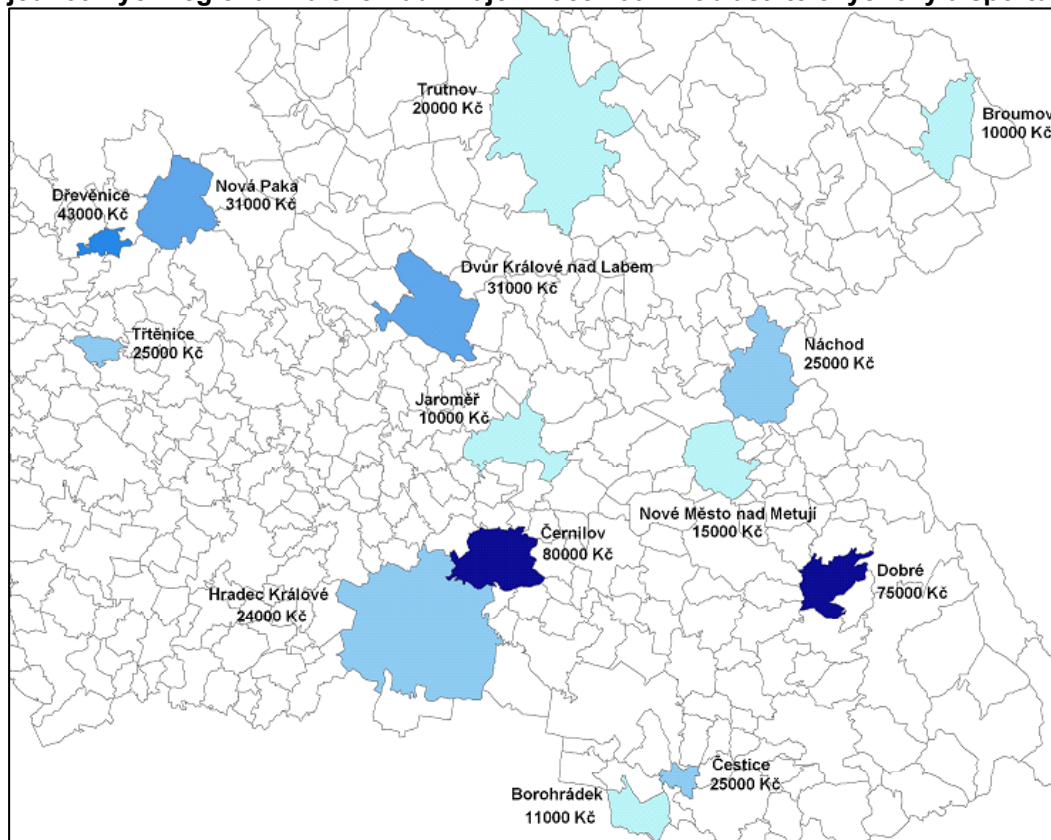 Trutnov
20000 Kč
Broumov
10000 Kč
Nová Paka
31000 Kč
Dřevěnice
43000 Kč
Dvůr Králové nad Labem
31000 Kč
Třtěnice
25000 Kč
Náchod
25000 Kč
Jaroměř
10000 Kč
Nové Město nad Metují
15000 Kč
Černilov
80000 Kč
Dobré
75000 Kč
Hradec Králové
24000 Kč
Čestice
25000 Kč
Borohrádek
11000 Kč